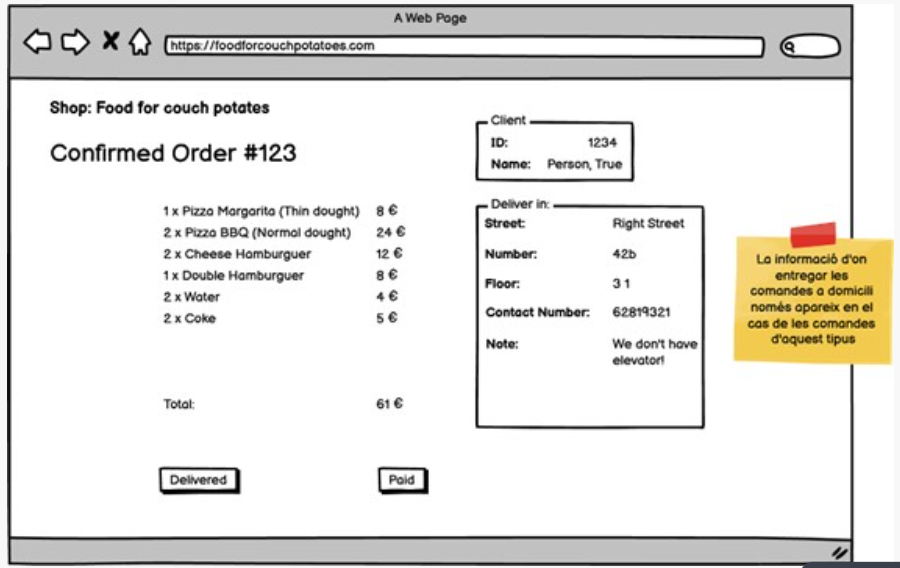 A Web Page
https://foodforcouchpotatoes.com
Shop: Food for couch potates
Confirmed Order #123
Client
ID: 1234
Name: Person, True
1 x Pizza Margarita (Thin dought) 8 €
2 x Pizza BBQ (Normal dought) 24 €
2 x Cheese Hamburguer 12 €
1 x Double Hamburguer 8 €
2 x Water 4 €
2 x Coke 5 €
Total: 61 €
Delivered
Paid
Deliver in:
Street: Right Street
Number: 42b
Floor: 3 1
Contact Number: 62819321
Note: We don't have
elevator!
La informació d'on
entregar les
comandes a domicili
només apareix en el
cas de les comandes
d'aquest tipus